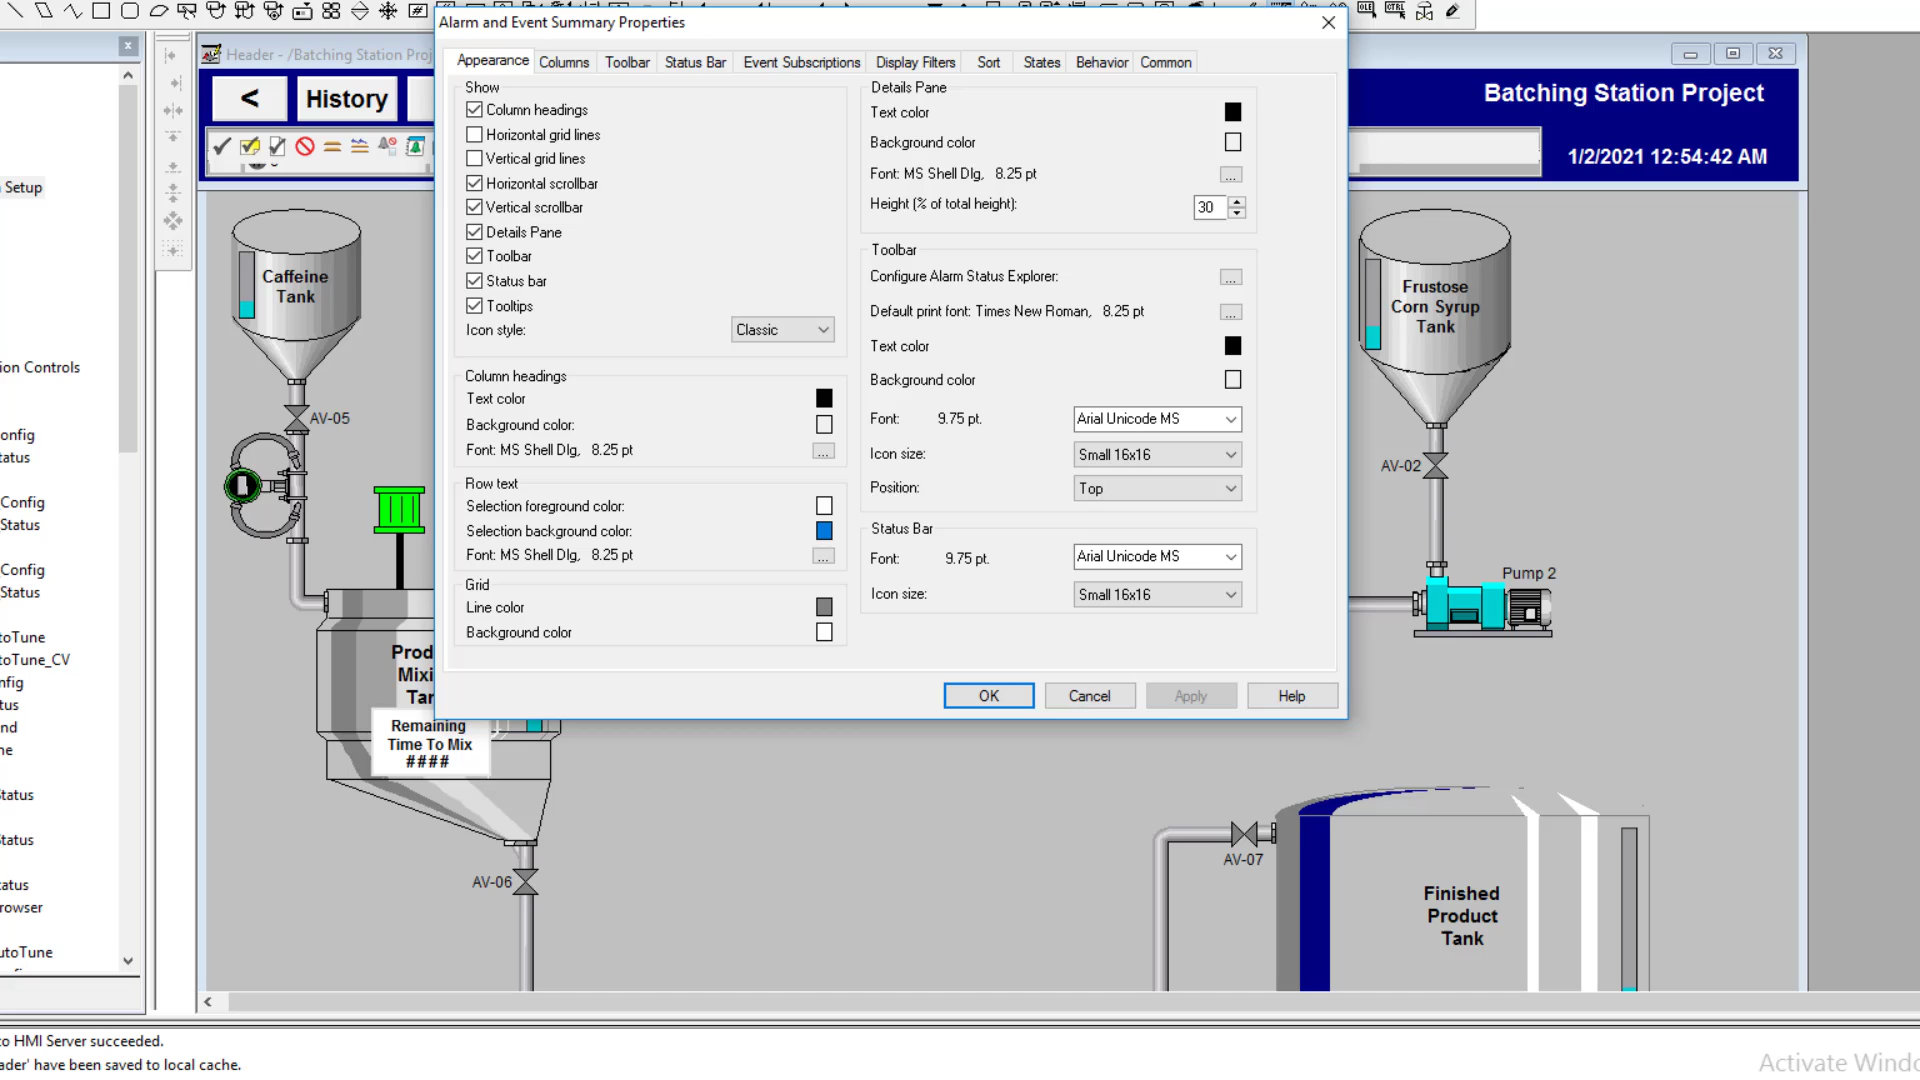 Alarm and Event Summary Properties
Header - /Batching Station Proj
< History
Batching Station Project
1/2/2021 12:54:42 AM
Appearance Columns Toolbar Status Bar Event Subscriptions Display Filters Sort States Behavior Common
Show
Column headings
Horizontal grid lines
Vertical grid lines
Horizontal scrollbar
Vertical scrollbar
Details Pane
Toolbar
Status bar
Tooltips
Icon style: Classic
Column headings
Text color
Background color:
Font: MS Shell Dlg, 8.25 pt ...
Row text
Selection foreground color:
Selection background color:
Font: MS Shell Dlg, 8.25 pt ...
Grid
Line color
Background color
Details Pane
Text color
Background color
Font: MS Shell Dlg, 8.25 pt ...
Height (% of total height): 30
Toolbar
Configure Alarm Status Explorer: ...
Default print font: Times New Roman, 8.25 pt ...
Text color
Background color
Font: 9.75 pt. Arial Unicode MS
Icon size: Small 16x16
Position: Top
Status Bar
Font: 9.75 pt. Arial Unicode MS
Icon size: Small 16x16
OK Cancel Apply Help
Setup
ion Controls
onfig
tatus
_Config
Status
_Config
Status
toTune
toTune_CV
nfig
tus
nd
ne
Status
Status
tatus
rowser
utoTune
Caffeine
Tank
AV-05
Prod
Mixi
Tar
Remaining
Time To Mix
####
AV-06
Frustose
Corn Syrup
Tank
AV-02
Pump 2
AV-07
Finished
Product
Tank
to HMI Server succeeded.
ader' have been saved to local cache.
Activate Windo